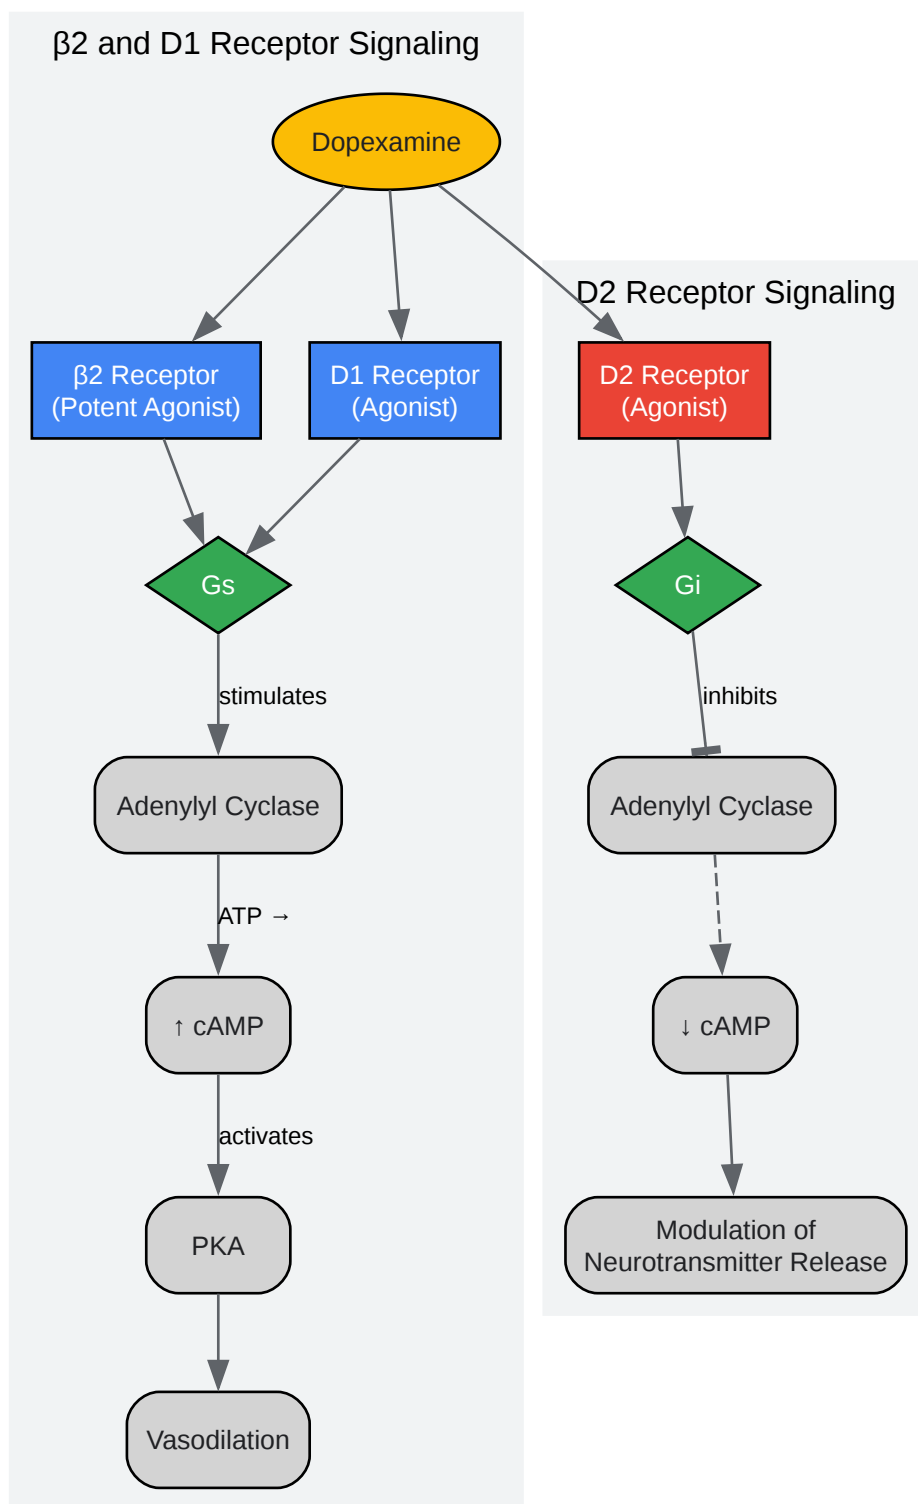 β2 and D1 Receptor Signaling
Dopexamine
D2 Receptor Signaling
β2 Receptor
(Potent Agonist)
D1 Receptor
(Agonist)
D2 Receptor
(Agonist)
Gs
Gi
stimulates
inhibits
Adenylyl Cyclase
Adenylyl Cyclase
ATP →
↑ cAMP
↓ cAMP
activates
PKA
Modulation of
Neurotransmitter Release
Vasodilation